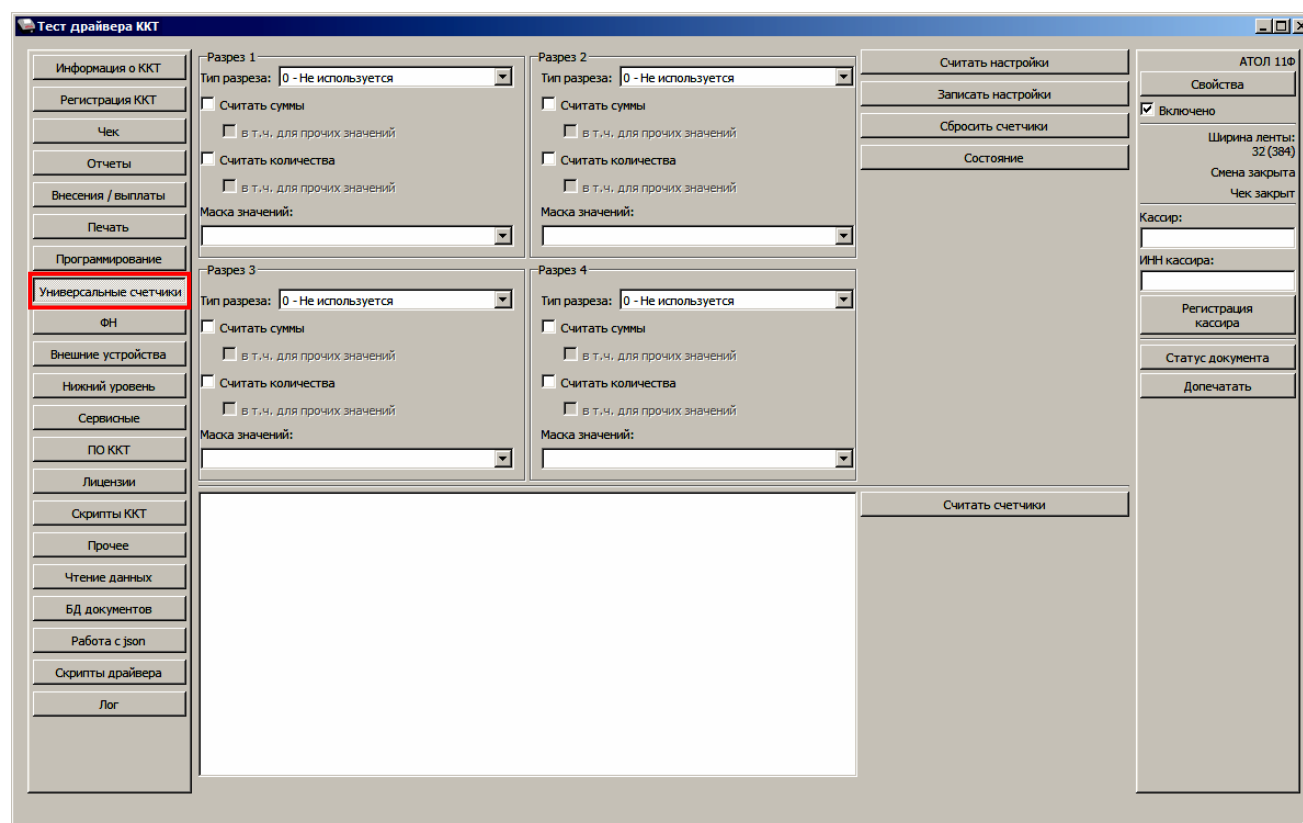 Тест драйвера ККТ
Информация о ККТ
Регистрация ККТ
Чек
Отчеты
Внесения / выплаты
Печать
Программирование
Универсальные счетчики
ФН
Внешние устройства
Нижний уровень
Сервисные
ПО ККТ
Лицензии
Скрипты ККТ
Прочее
Чтение данных
БД документов
Работа с json
Скрипты драйвера
Лог
Разрез 1
Тип разреза: 0 - Не используется
Считать суммы
в т.ч. для прочих значений
Считать количества
в т.ч. для прочих значений
Маска значений:
Разрез 2
Тип разреза: 0 - Не используется
Считать суммы
в т.ч. для прочих значений
Считать количества
в т.ч. для прочих значений
Маска значений:
Разрез 3
Тип разреза: 0 - Не используется
Считать суммы
в т.ч. для прочих значений
Считать количества
в т.ч. для прочих значений
Маска значений:
Разрез 4
Тип разреза: 0 - Не используется
Считать суммы
в т.ч. для прочих значений
Считать количества
в т.ч. для прочих значений
Маска значений:
Считать настройки
Записать настройки
Сбросить счетчики
Состояние
Считать счетчики
АТОЛ 11Ф
Свойства
Включено
Ширина ленты:
32 (384)
Смена закрыта
Чек закрыт
Кассир:
ИНН кассира:
Регистрация
кассира
Статус документа
Допечатать